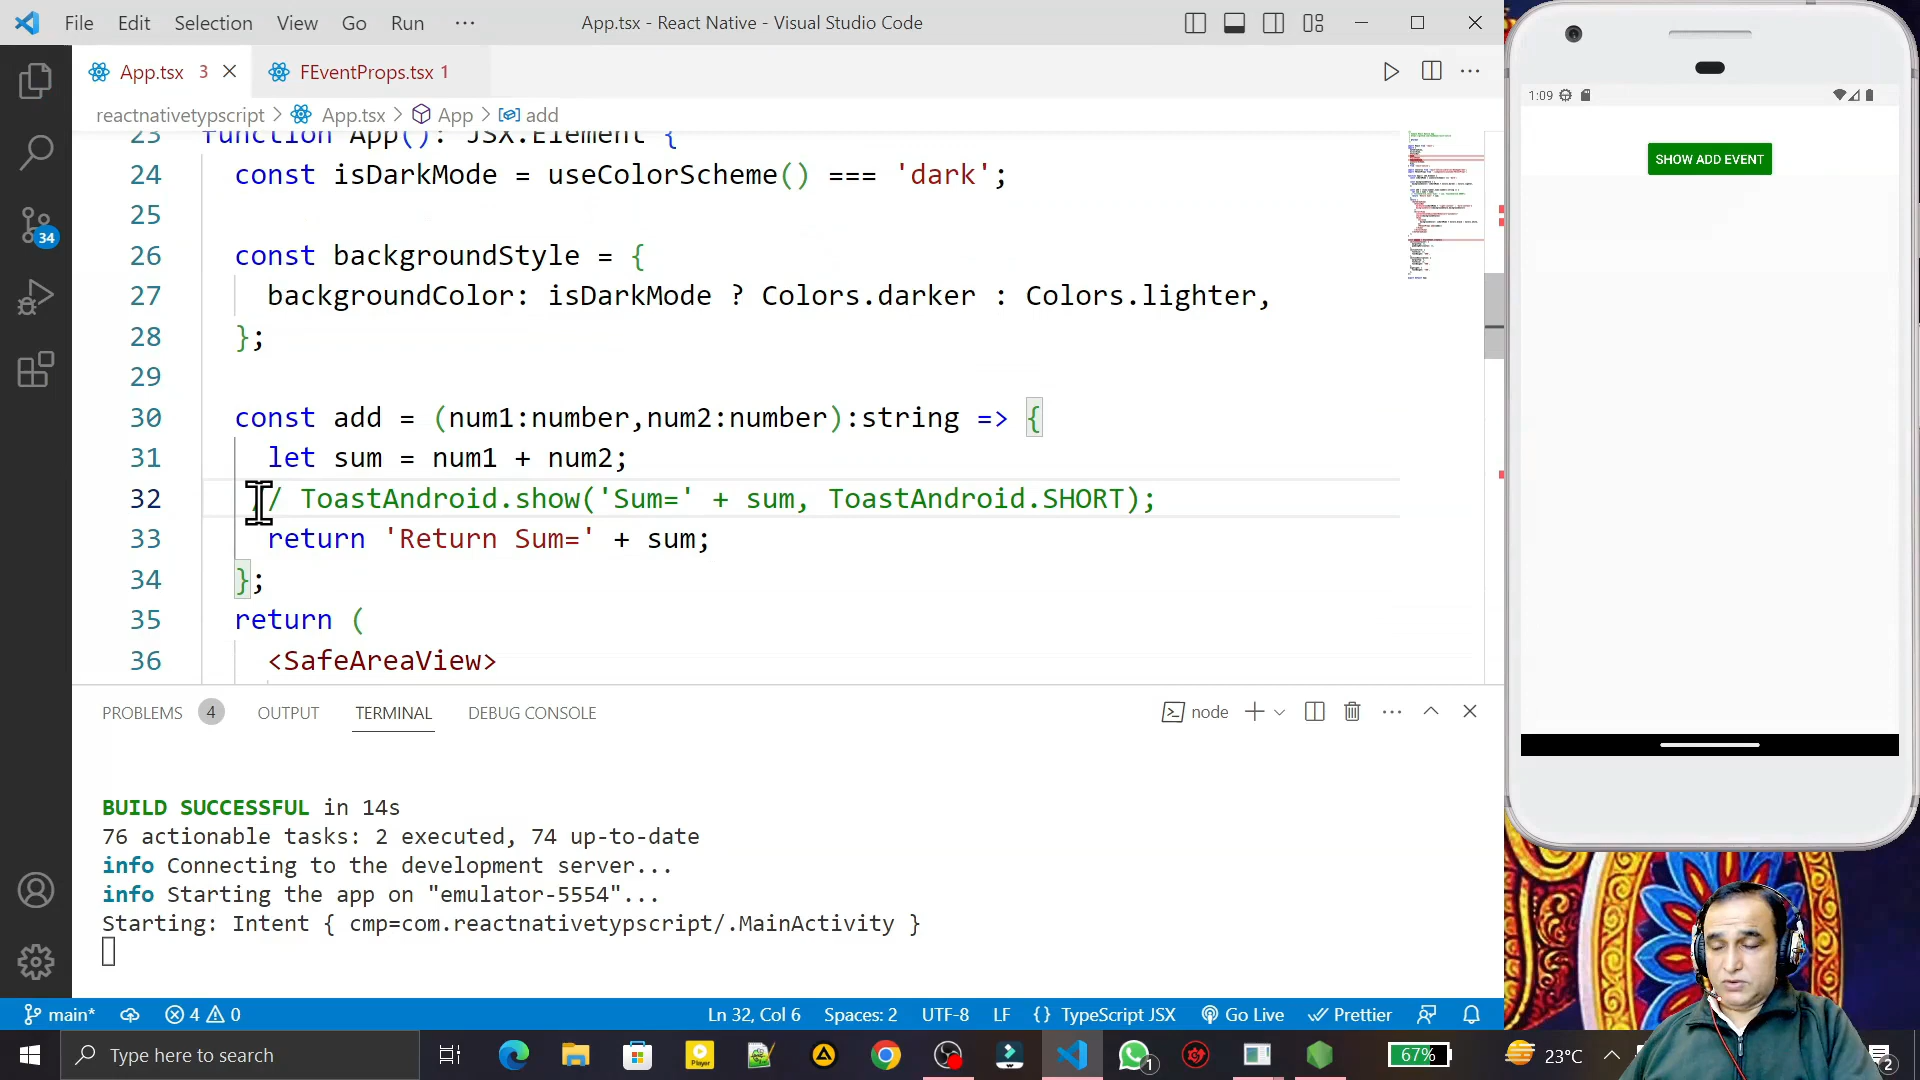 File Edit Selection View Go Run ··· App.tsx - React Native - Visual Studio Code
App.tsx 3 FEventProps.tsx 1
reactnativetypscript > App.tsx > App > add
23 function App(): JSX.Element {
24 const isDarkMode = useColorScheme() === 'dark';
25
26 const backgroundStyle = {
27 backgroundColor: isDarkMode ? Colors.darker : Colors.lighter,
28 };
29
30 const add = (num1:number,num2:number):string => {
31 let sum = num1 + num2;
32 // ToastAndroid.show('Sum=' + sum, ToastAndroid.SHORT);
33 return 'Return Sum=' + sum;
34 };
35 return (
36 <SafeAreaView>
34
PROBLEMS 4 OUTPUT TERMINAL DEBUG CONSOLE node
BUILD SUCCESSFUL in 14s
76 actionable tasks: 2 executed, 74 up-to-date
info Connecting to the development server...
info Starting the app on "emulator-5554"...
Starting: Intent { cmp=com.reactnativetypscript/.MainActivity }
main* 4 0 Ln 32, Col 6 Spaces: 2 UTF-8 LF {} TypeScript JSX Go Live Prettier
Type here to search
Player
1
67%
23°C
2
1:09
SHOW ADD EVENT